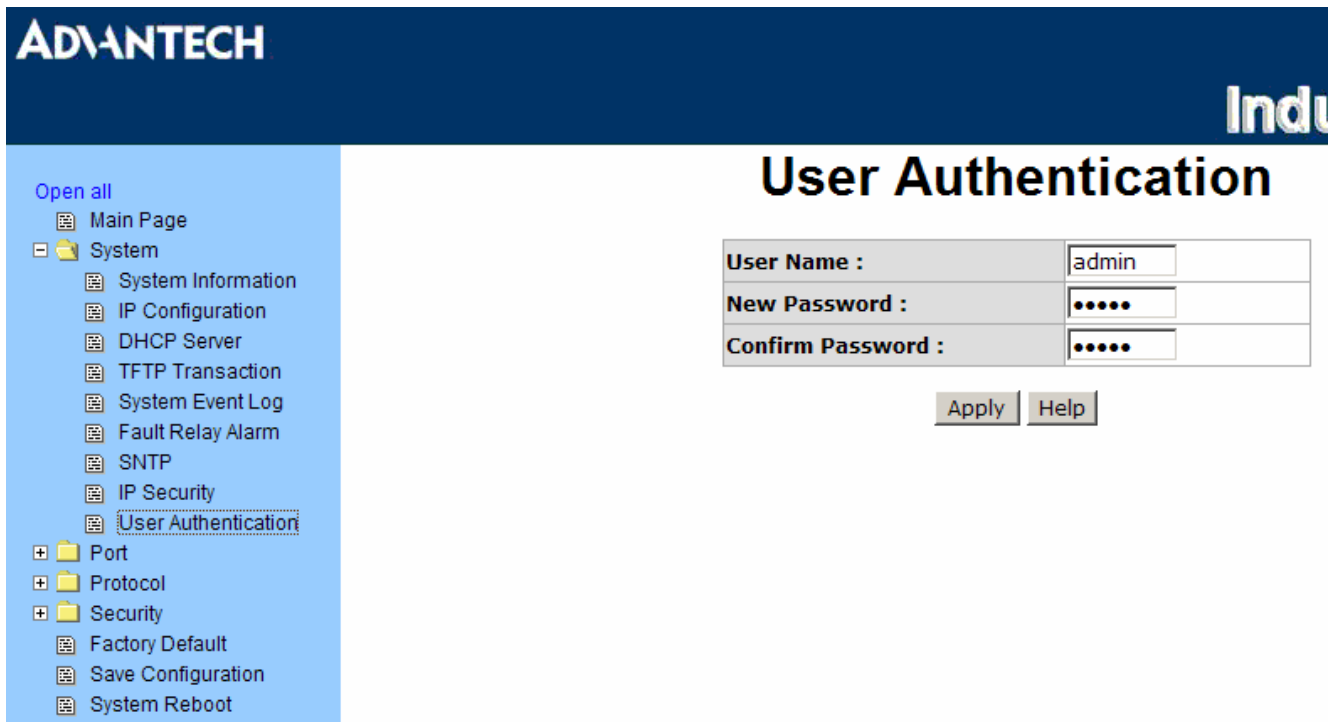 ADVANTECH
Indu
Open all
Main Page
System
System Information
IP Configuration
DHCP Server
TFTP Transaction
System Event Log
Fault Relay Alarm
SNTP
IP Security
User Authentication
Port
Protocol
Security
Factory Default
Save Configuration
System Reboot
User Authentication
User Name : admin
New Password : •••••
Confirm Password : •••••
Apply Help